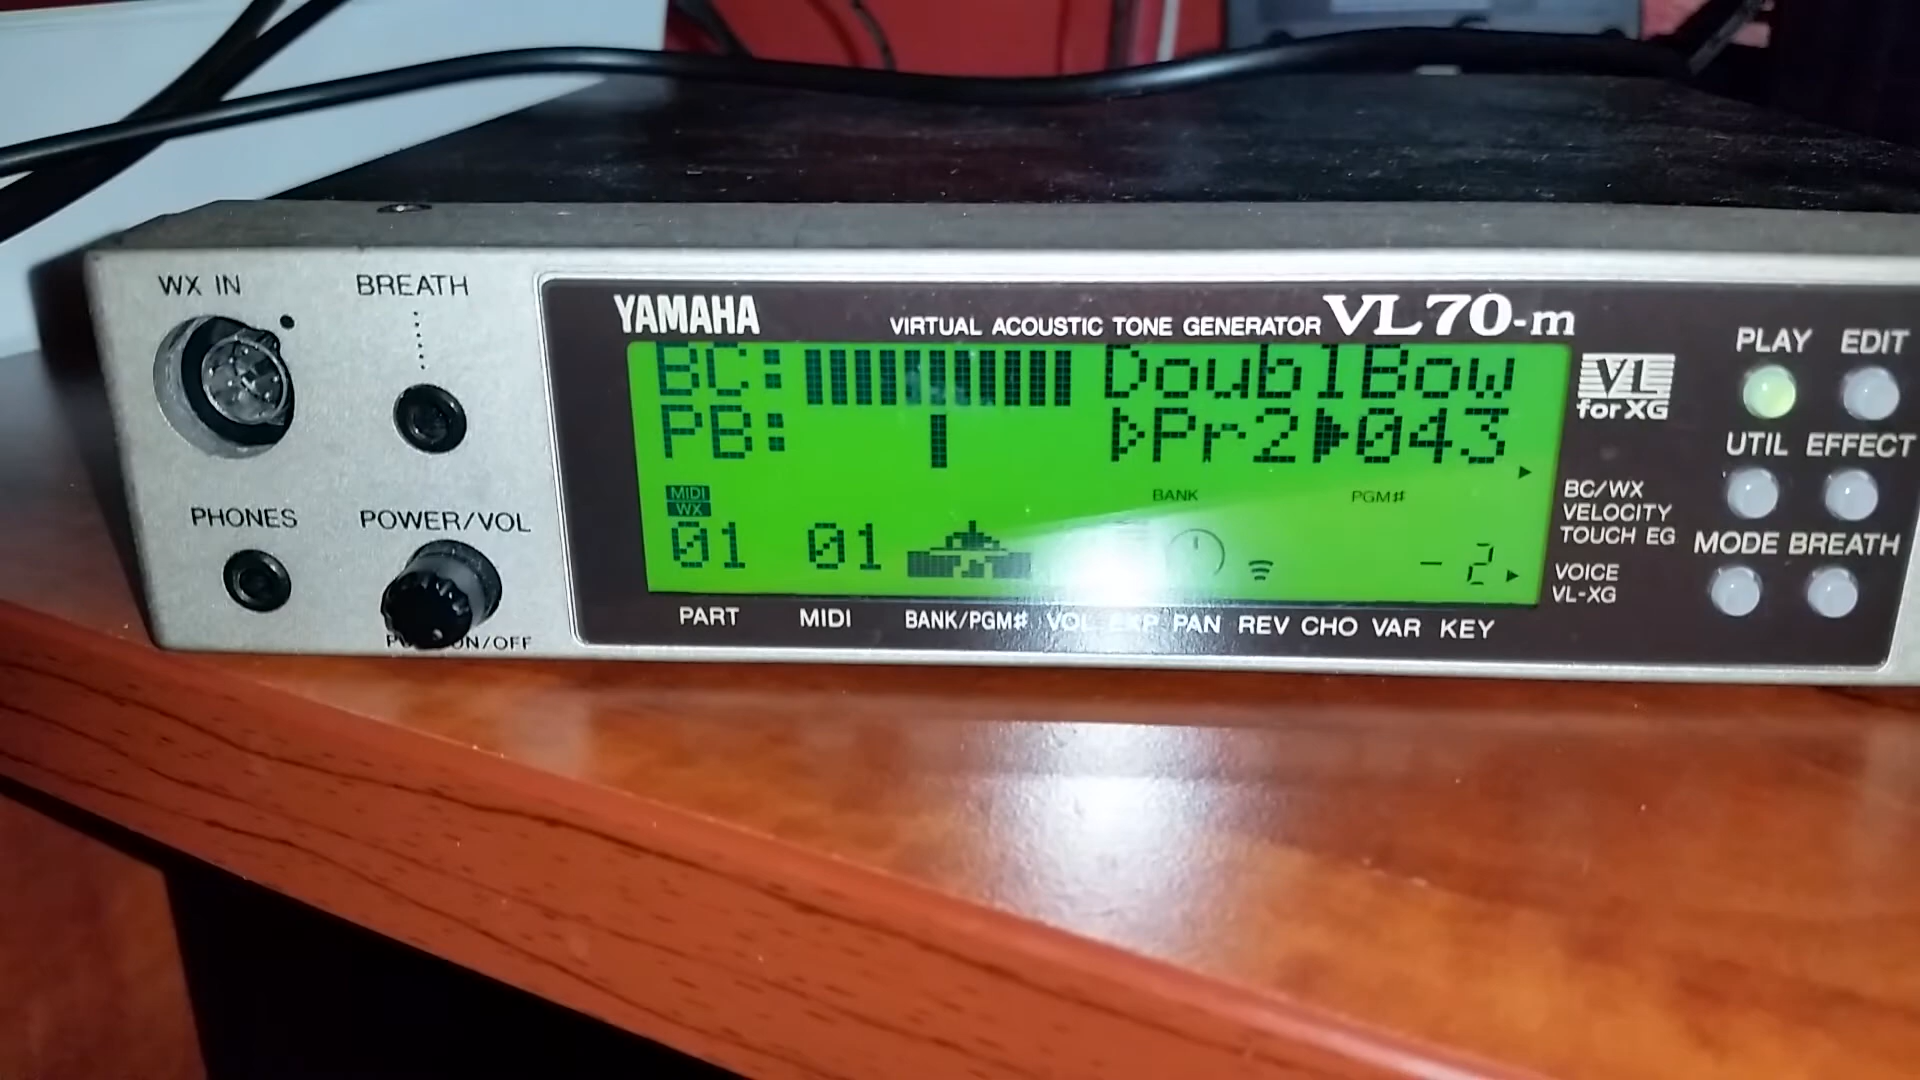 WX IN
BREATH
YAMAHA
VIRTUAL ACOUSTIC TONE GENERATOR VL70-m
PLAY EDIT
BC: DoublBow
VL
for XG
PB: Pr2 043
UTIL EFFECT
MIDI
WX
BANK PGM#
BC/WX
VELOCITY
TOUCH EG
PHONES
POWER/VOL
01 01 -2
MODE BREATH
VOICE
VL-XG
PART MIDI BANK/PGM# VOL EXP PAN REV CHO VAR KEY
ON/OFF